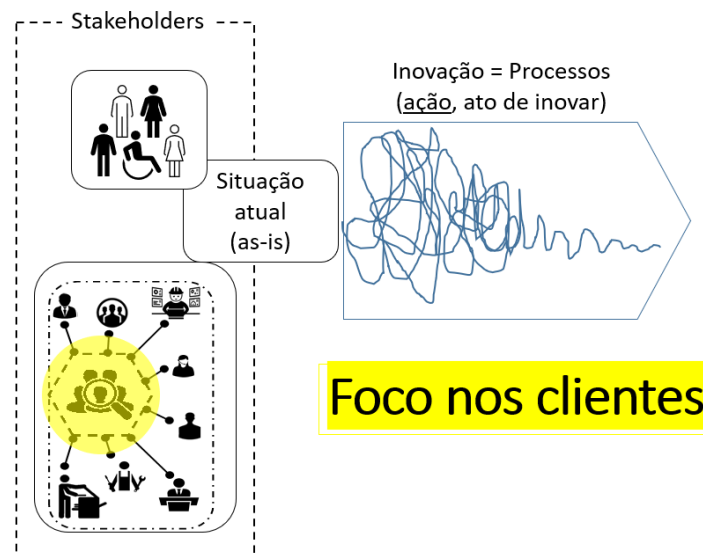 Stakeholders
Inovação = Processos
(ação, ato de inovar)
Situação
atual
(as-is)
Foco nos clientes